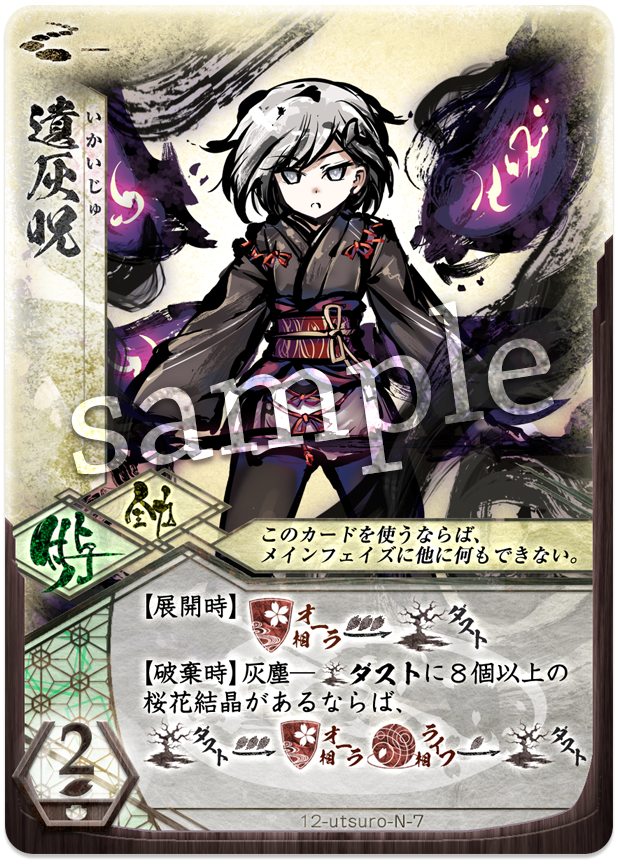 遺灰呪
いかいじゅ
sample
付与
全力
このカードを使うならば、
メインフェイズに他に何もできない。
【展開時】 相オーラ ダスト
【破棄時】灰塵―ダストに8個以上の
桜花結晶があるならば、
ダスト 相オーラ 相ライフ ダスト
2
12-utsuro-N-7